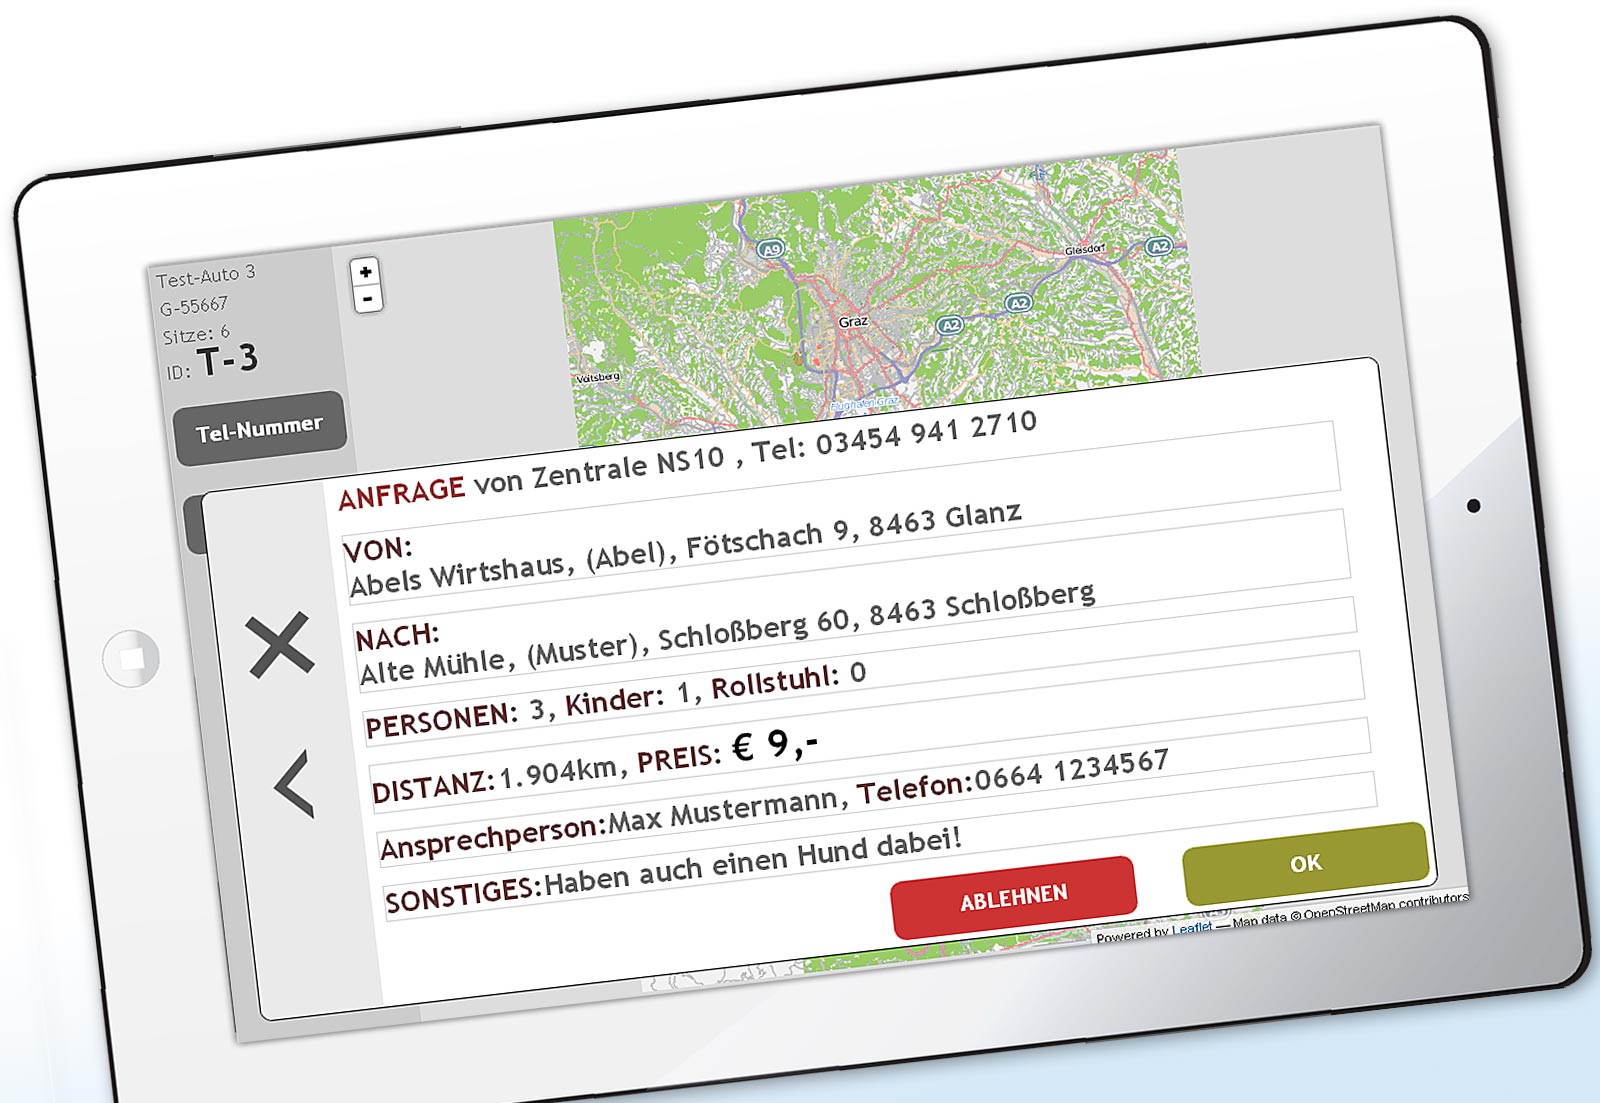 Test-Auto 3
G-55667
Sitze: 6
ID: T-3
Tel-Nummer
+
-
A9
Graz
A2
A2
Gleisdorf
A2
Voitsberg
Flughafen Graz
ANFRAGE von Zentrale NS10 , Tel: 03454 941 2710
VON:
Abels Wirtshaus, (Abel), Fötschach 9, 8463 Glanz
NACH:
Alte Mühle, (Muster), Schloßberg 60, 8463 Schloßberg
PERSONEN: 3, Kinder: 1, Rollstuhl: 0
DISTANZ:1.904km, PREIS: € 9,-
Ansprechperson:Max Mustermann, Telefon:0664 1234567
SONSTIGES:Haben auch einen Hund dabei!
ABLEHNEN
OK
Powered by Leaflet — Map data © OpenStreetMap contributors